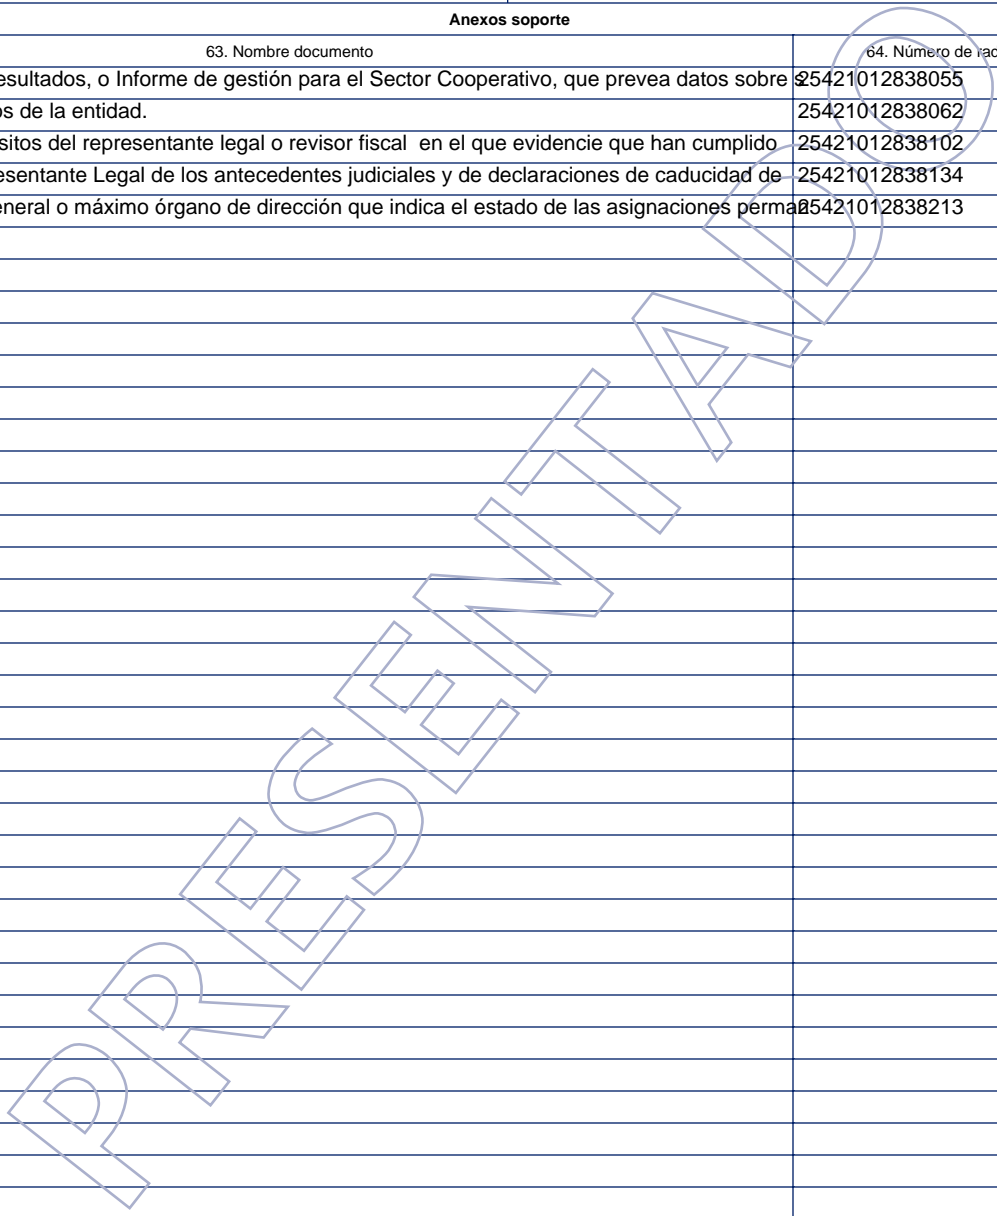 Anexos soporte
63. Nombre documento 64. Número de rad
esultados, o Informe de gestión para el Sector Cooperativo, que prevea datos sobre s 25421012838055
os de la entidad. 25421012838062
sitos del representante legal o revisor fiscal en el que evidencie que han cumplido 25421012838102
esentante Legal de los antecedentes judiciales y de declaraciones de caducidad de 25421012838134
eneral o máximo órgano de dirección que indica el estado de las asignaciones perman 25421012838213
PRESENTADO